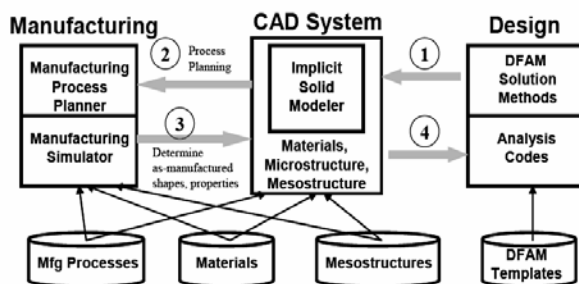 Manufacturing
CAD System
Design
Manufacturing
Process
Planner
Manufacturing
Simulator
2
Process
Planning
3
Determine
as-manufactured
shapes, properties
Implicit
Solid
Modeler
Materials,
Microstructure,
Mesostructure
1
4
DFAM
Solution
Methods
Analysis
Codes
Mfg Processes
Materials
Mesostructures
DFAM
Templates